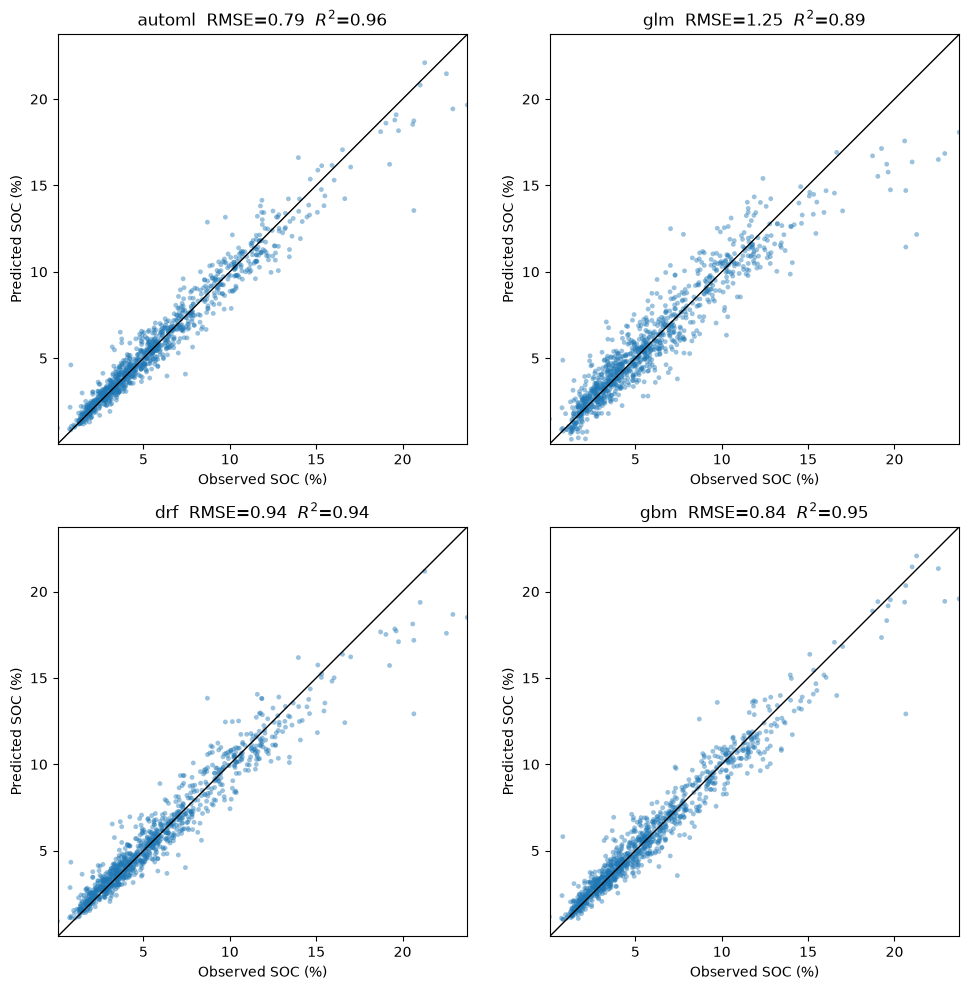 automl  RMSE=0.79  R²=0.96
20
15
10
5
Predicted SOC (%)
5 10 15 20
Observed SOC (%)
glm  RMSE=1.25  R²=0.89
20
15
10
5
Predicted SOC (%)
5 10 15 20
Observed SOC (%)
drf  RMSE=0.94  R²=0.94
20
15
10
5
Predicted SOC (%)
5 10 15 20
Observed SOC (%)
gbm  RMSE=0.84  R²=0.95
20
15
10
5
Predicted SOC (%)
5 10 15 20
Observed SOC (%)